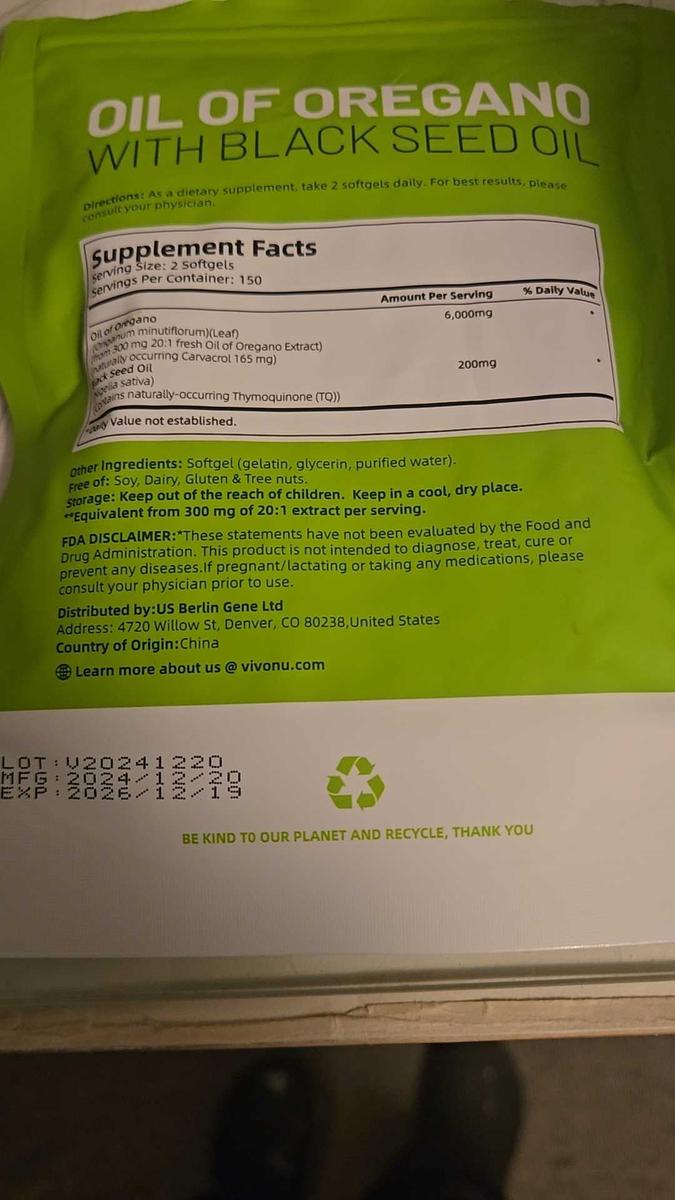 OIL OF OREGANO
WITH BLACK SEED OIL
Directions: As a dietary supplement, take 2 softgels daily. For best results, please
consult your physician.
Supplement Facts
Serving Size: 2 Softgels
Servings Per Container: 150
Amount Per Serving % Daily Value
Oil of Oregano 6,000mg *
(Origanum minutiflorum)(Leaf)
(from 300 mg 20:1 fresh Oil of Oregano Extract)
(naturally occurring Carvacrol 165 mg)
Black Seed Oil 200mg *
(Nigella sativa)
(Contains naturally-occurring Thymoquinone (TQ))
*Daily Value not established.
Other Ingredients: Softgel (gelatin, glycerin, purified water).
Free of: Soy, Dairy, Gluten & Tree nuts.
Storage: Keep out of the reach of children. Keep in a cool, dry place.
**Equivalent from 300 mg of 20:1 extract per serving.
FDA DISCLAIMER:*These statements have not been evaluated by the Food and
Drug Administration. This product is not intended to diagnose, treat, cure or
prevent any diseases.If pregnant/lactating or taking any medications, please
consult your physician prior to use.
Distributed by:US Berlin Gene Ltd
Address: 4720 Willow St, Denver, CO 80238,United States
Country of Origin:China
Learn more about us @ vivonu.com
LOT:V20241220
MFG:2024/12/20
EXP:2026/12/19
BE KIND TO OUR PLANET AND RECYCLE, THANK YOU